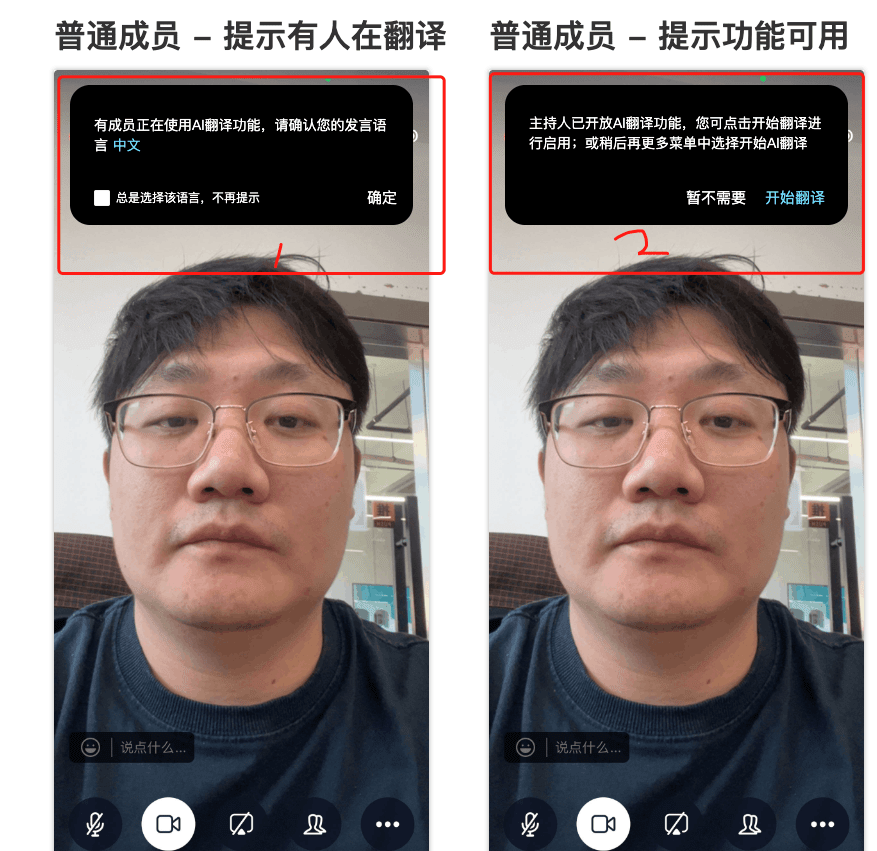 普通成员 – 提示有人在翻译
有成员正在使用AI翻译功能，请确认您的发言语
言 中文
总是选择该语言，不再提示
确定
1
说点什么...
普通成员 – 提示功能可用
主持人已开放AI翻译功能，您可点击开始翻译进
行启用；或稍后再更多菜单中选择开始AI翻译
暂不需要 开始翻译
2
说点什么...